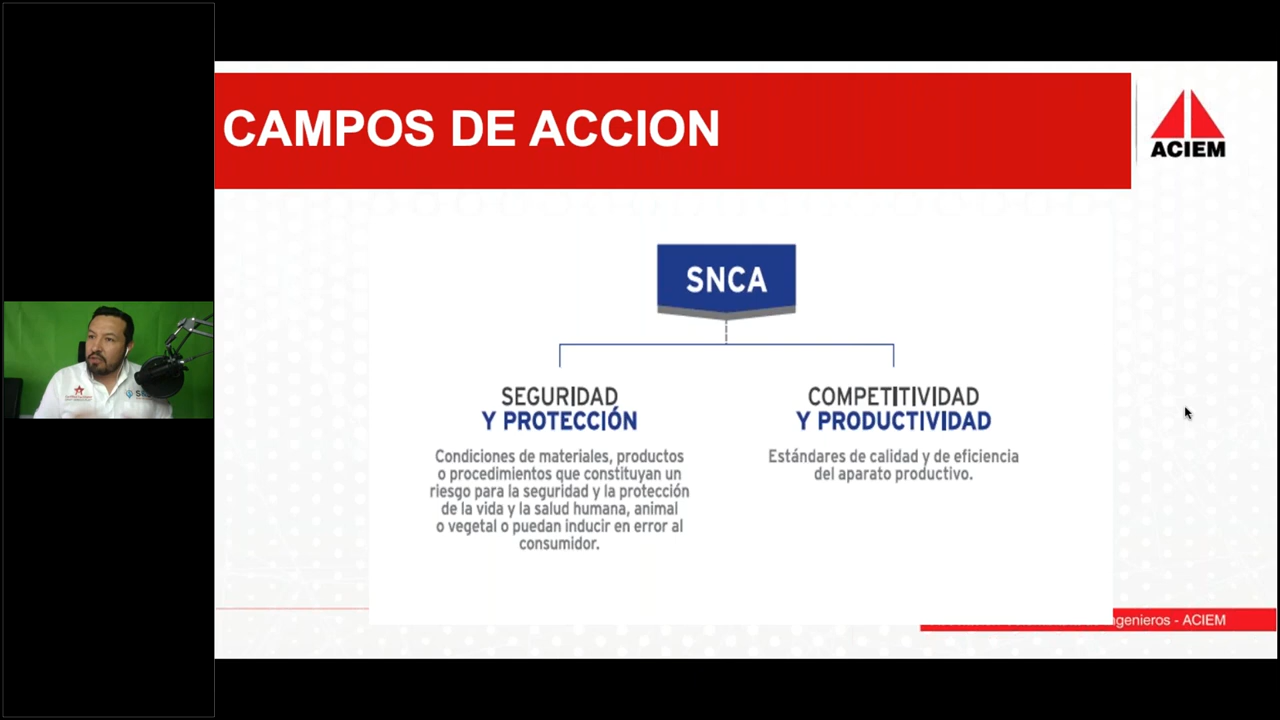 CAMPOS DE ACCION
ACIEM
SNCA
SEGURIDAD
Y PROTECCIÓN
Condiciones de materiales, productos
o procedimientos que constituyan un
riesgo para la seguridad y la protección
de la vida y la salud humana, animal
o vegetal o puedan inducir en error al
consumidor.
COMPETITIVIDAD
Y PRODUCTIVIDAD
Estándares de calidad y de eficiencia
del aparato productivo.
ngenieros - ACIEM